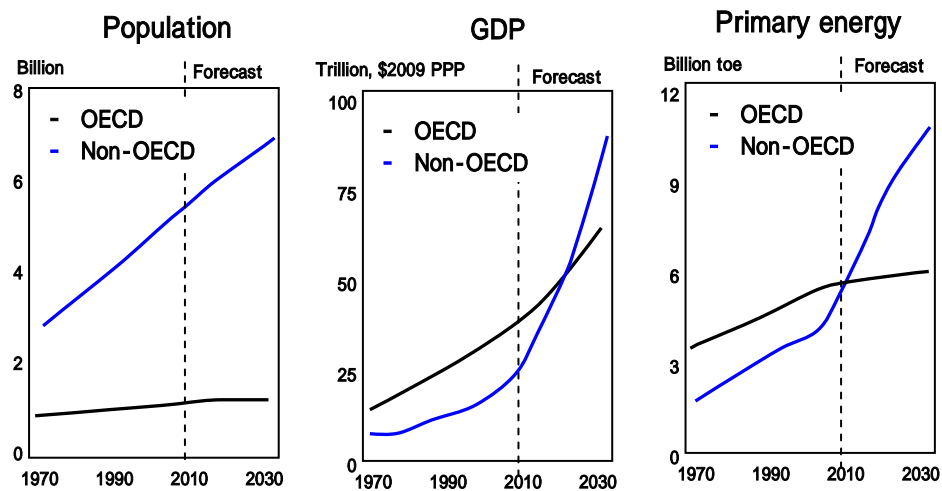 Population
Billion
Forecast
8
6
4
2
0
OECD
Non-OECD
1970 1990 2010 2030
GDP
Trillion, $2009 PPP
Forecast
100
75
50
25
0
OECD
Non-OECD
1970 1990 2010 2030
Primary energy
Billion toe
Forecast
12
9
6
3
0
OECD
Non-OECD
1970 1990 2010 2030